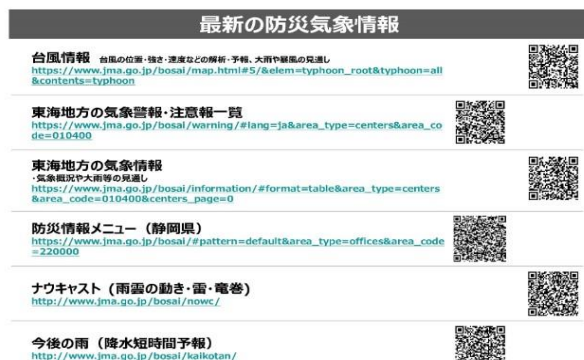 最新の防災気象情報
台風情報 台風の位置・強さ・速度などの解析・予報、大雨や暴風の見通し
https://www.jma.go.jp/bosai/map.html#5/&elem=typhoon_root&typhoon=all
&contents=typhoon
東海地方の気象警報・注意報一覧
https://www.jma.go.jp/bosai/warning/#lang=ja&area_type=centers&area_co
de=010400
東海地方の気象情報
・気象概況や大雨等の見通し
https://www.jma.go.jp/bosai/information/#format=table&area_type=centers
&area_code=010400&centers_page=0
防災情報メニュー（静岡県）
https://www.jma.go.jp/bosai/#pattern=default&area_type=offices&area_code
=220000
ナウキャスト（雨雲の動き・雷・竜巻）
http://www.jma.go.jp/bosai/nowc/
今後の雨（降水短時間予報）
http://www.jma.go.jp/bosai/kaikotan/